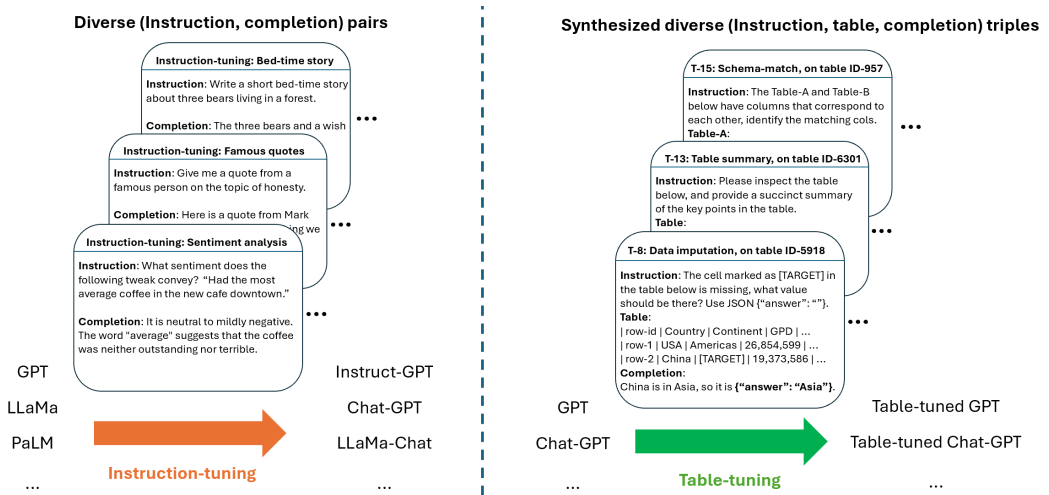 Diverse (Instruction, completion) pairs
Instruction-tuning: Bed-time story
Instruction: Write a short bed-time story
about three bears living in a forest.
Completion: The three bears and a wish
...
Instruction-tuning: Famous quotes
Instruction: Give me a quote from a
famous person on the topic of honesty.
Completion: Here is a quote from Mark
ing we
...
Instruction-tuning: Sentiment analysis
Instruction: What sentiment does the
following tweak convey? “Had the most
average coffee in the new cafe downtown.”
Completion: It is neutral to mildly negative.
The word "average" suggests that the coffee
was neither outstanding nor terrible.
...
GPT
LLaMa
PaLM
...
Instruction-tuning
Instruct-GPT
Chat-GPT
LLaMa-Chat
...
Synthesized diverse (Instruction, table, completion) triples
T-15: Schema-match, on table ID-957
Instruction: The Table-A and Table-B
below have columns that correspond to
each other, identify the matching cols.
Table-A:
...
T-13: Table summary, on table ID-6301
Instruction: Please inspect the table
below, and provide a succinct summary
of the key points in the table.
Table:
...
T-8: Data imputation, on table ID-5918
Instruction: The cell marked as [TARGET] in
the table below is missing, what value
should be there? Use JSON {“answer”: “”}.
Table:
| row-id | Country | Continent | GPD | ...
| row-1 | USA | Americas | 26,854,599 | ...
| row-2 | China | [TARGET] | 19,373,586 | ...
Completion:
China is in Asia, so it is {“answer”: “Asia”}.
...
GPT
Chat-GPT
...
Table-tuning
Table-tuned GPT
Table-tuned Chat-GPT
...